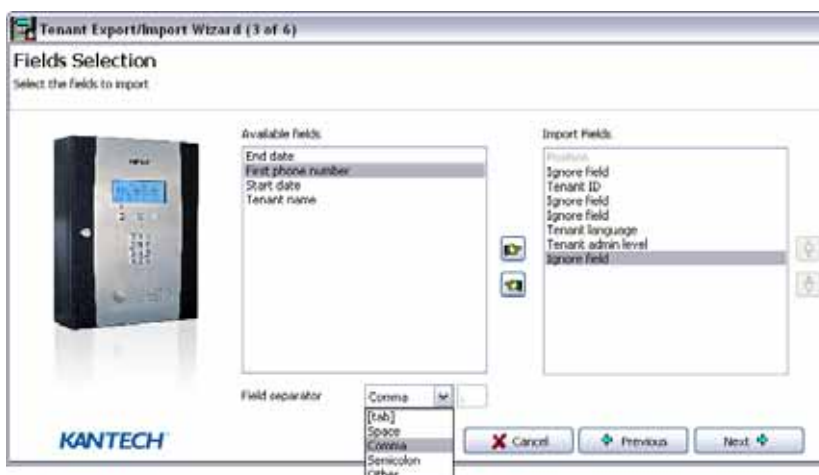 Tenant Export/Import Wizard (3 of 6)
Fields Selection
Select the fields to import
Available fields
End date
First phone number
Start date
Tenant name
Import Fields
Position
Ignore field
Tenant ID
Ignore field
Ignore field
Tenant language
Tenant admin level
Ignore field
Field separator
Comma
[tab]
Space
Comma
Semicolon
Other
KANTECH
Cancel
Previous
Next